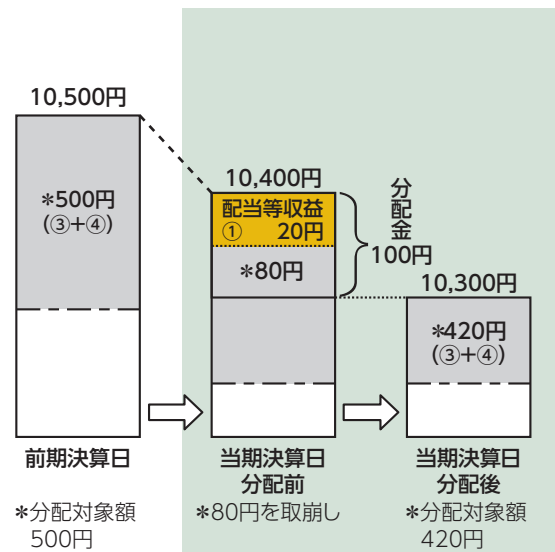 10,500円
*500円
(③+④)
前期決算日
*分配対象額
500円
10,400円
配当等収益
① 20円
*80円
分配金
100円
当期決算日
分配前
*80円を取崩し
10,300円
*420円
(③+④)
当期決算日
分配後
*分配対象額
420円